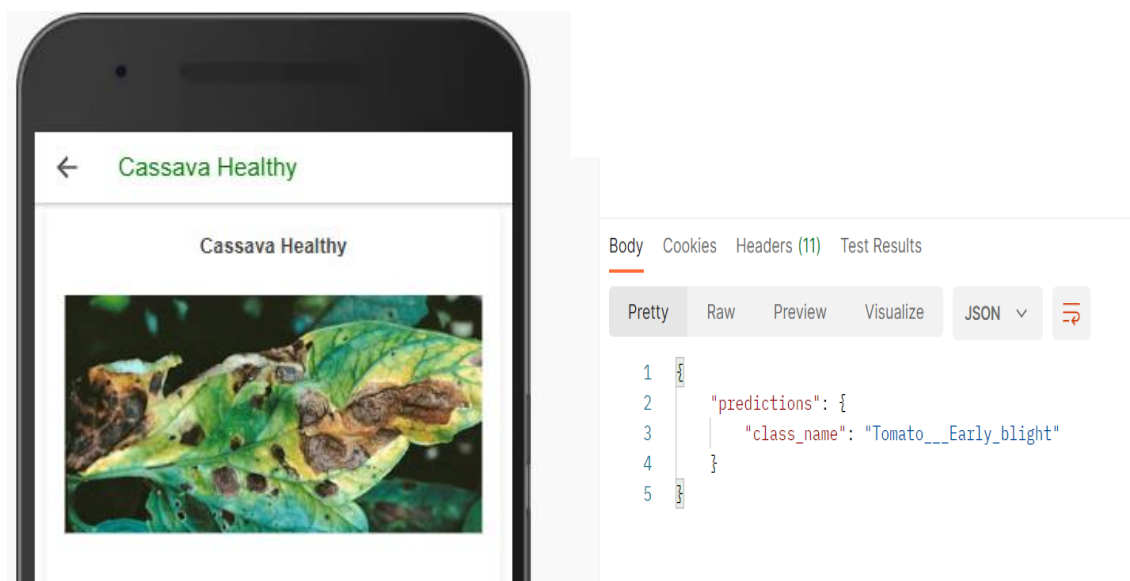 Cassava Healthy
Cassava Healthy
Body Cookies Headers (11) Test Results
Pretty Raw Preview Visualize JSON
1 {
2 "predictions": {
3 "class_name": "Tomato___Early_blight"
4 }
5 }